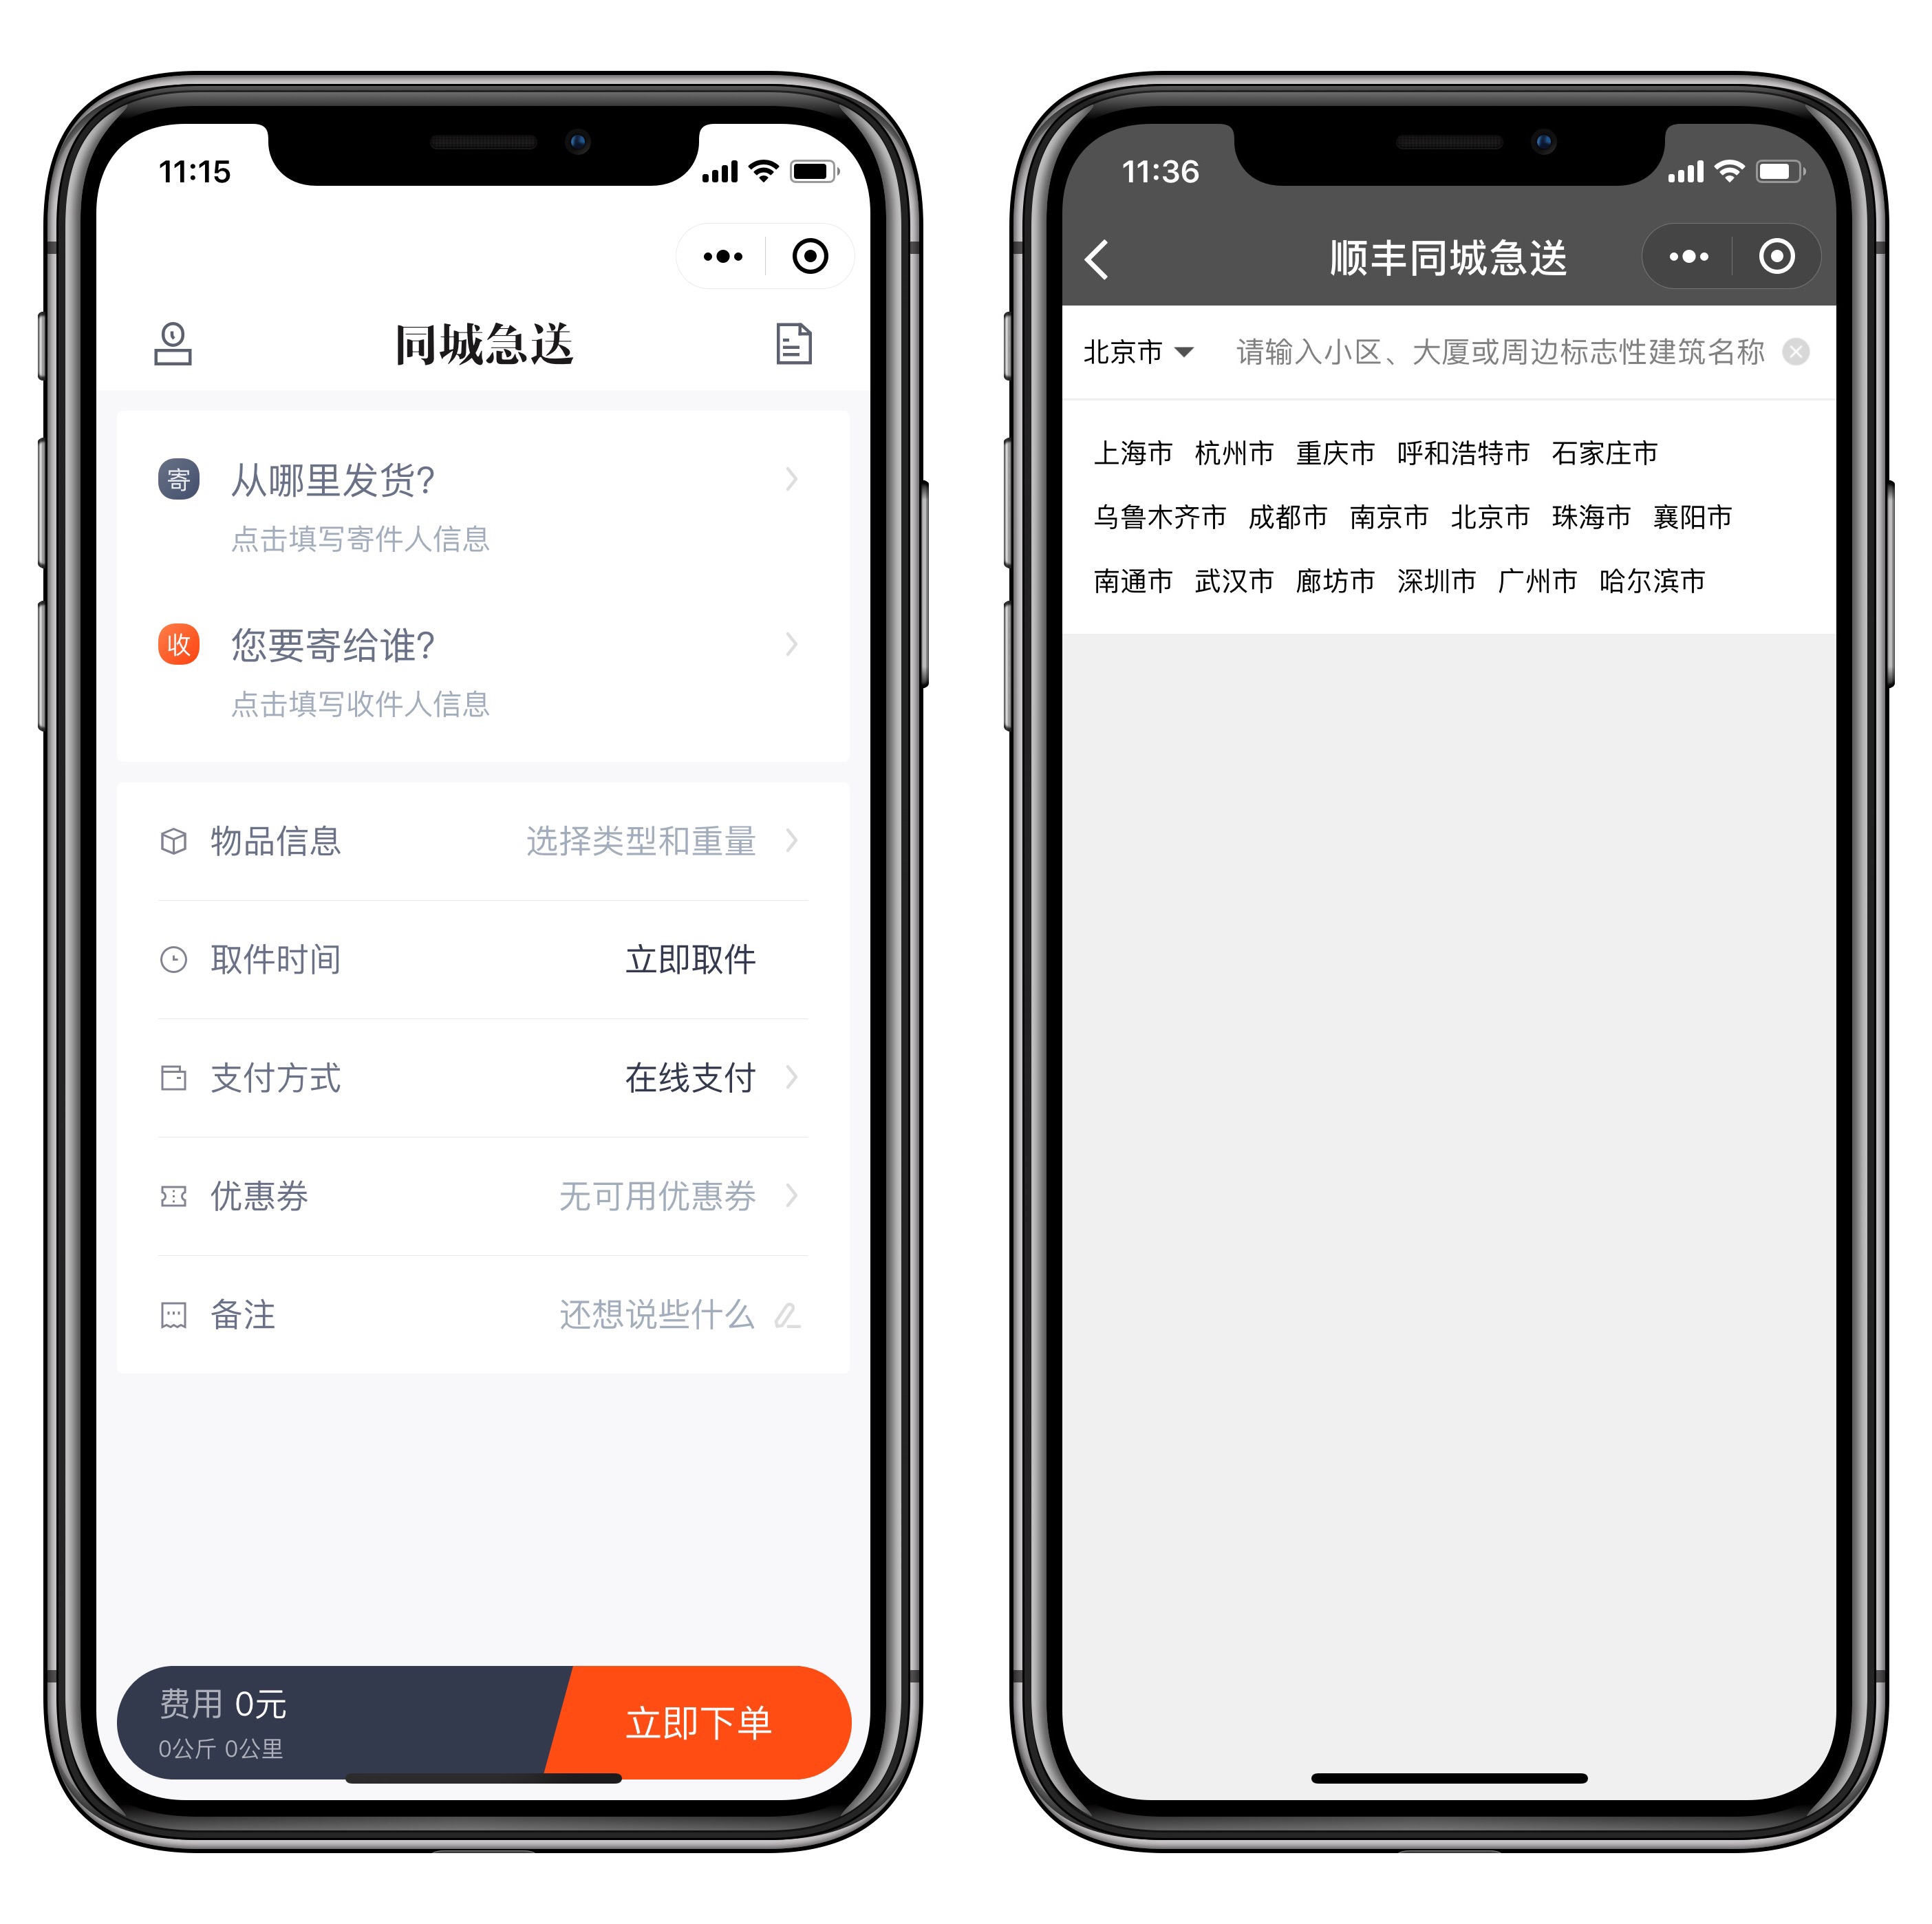 11:15
同城急送
寄 从哪里发货?
点击填写寄件人信息
收 您要寄给谁?
点击填写收件人信息
物品信息 选择类型和重量
取件时间 立即取件
支付方式 在线支付
优惠券 无可用优惠券
备注 还想说些什么
费用 0元
0公斤 0公里
立即下单
11:36
顺丰同城急送
北京市 请输入小区、大厦或周边标志性建筑名称
上海市 杭州市 重庆市 呼和浩特市 石家庄市
乌鲁木齐市 成都市 南京市 北京市 珠海市 襄阳市
南通市 武汉市 廊坊市 深圳市 广州市 哈尔滨市